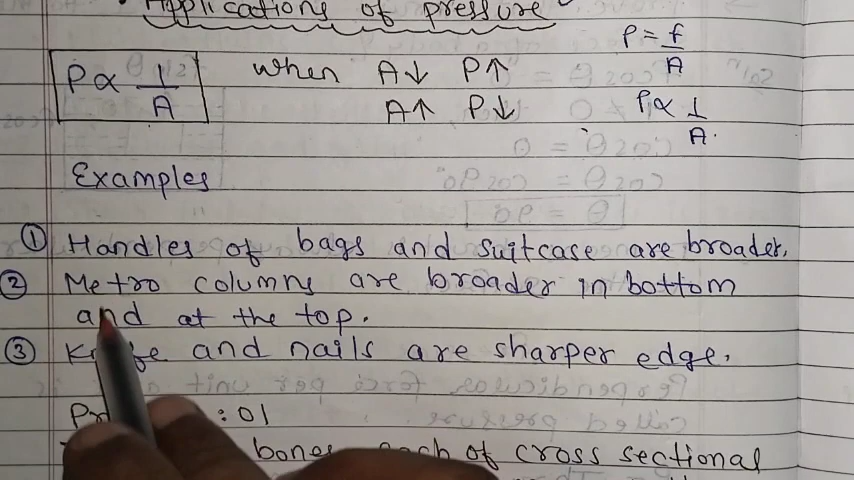 Applications of pressure
P = f/A
P ∝ 1/A when A↓ P↑
A↑ P↓ P ∝ 1/A.
Examples
① Handles of bags and suitcase are broader.
② Metro columns are broader in bottom
and at the top.
③ and nails are sharper edge.
: 01
bones each of cross sectional